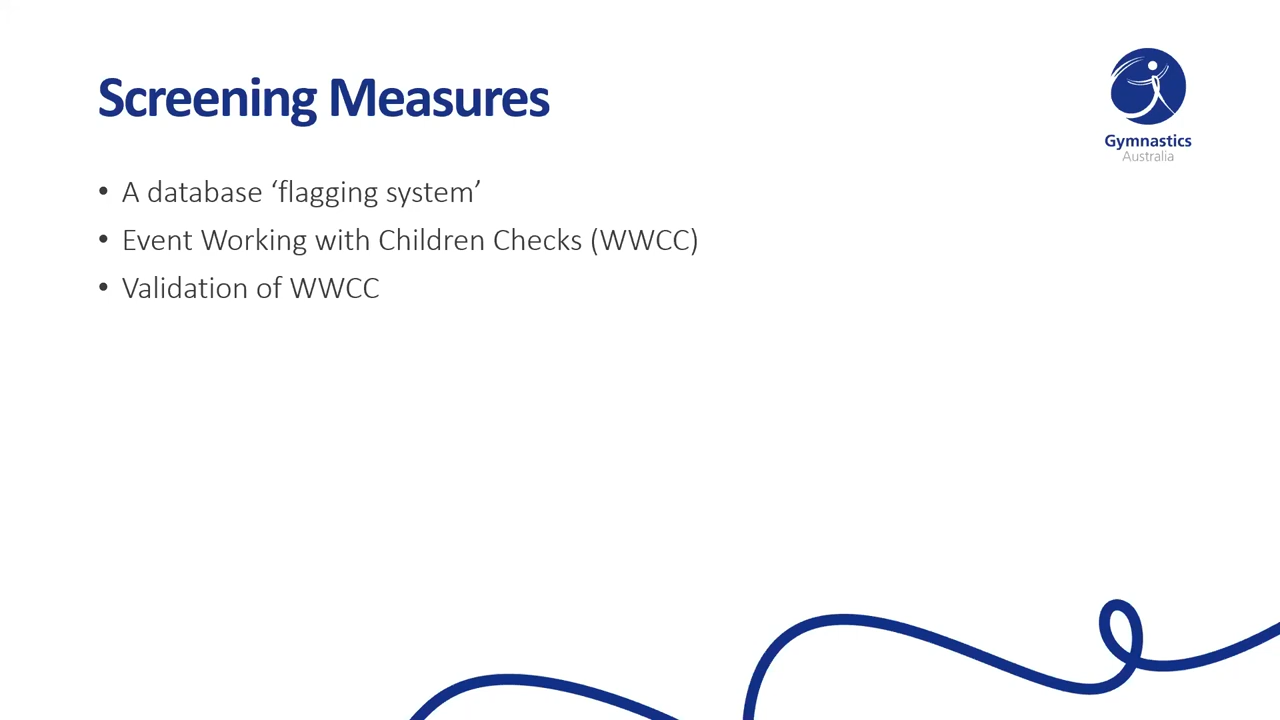 Screening Measures
Gymnastics
Australia
• A database ‘flagging system’
• Event Working with Children Checks (WWCC)
• Validation of WWCC